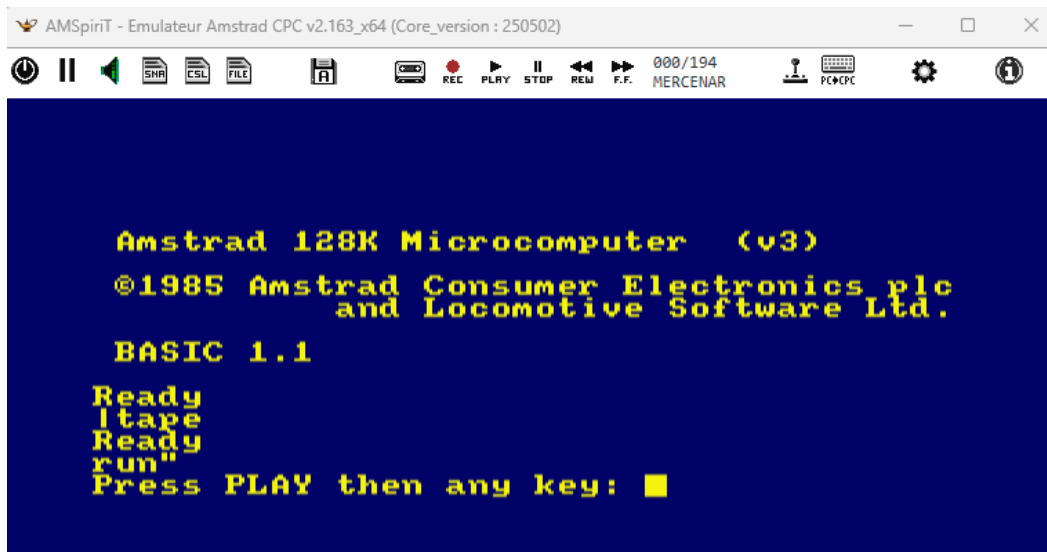 AMSpiriT - Emulateur Amstrad CPC v2.163_x64 (Core_version : 250502)
SNA CSL FILE A REC PLAY STOP REW F.F. 000/194 PC CPC
MERCENAR
Amstrad 128K Microcomputer (v3)
©1985 Amstrad Consumer Electronics plc
and Locomotive Software Ltd.
BASIC 1.1
Ready
|tape
Ready
run"
Press PLAY then any key: